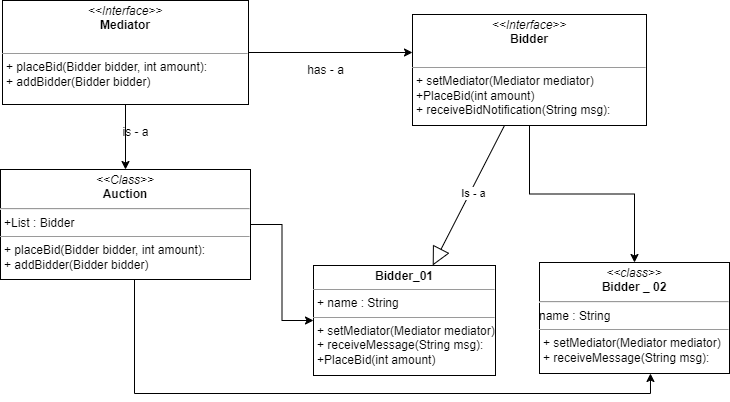 <<Interface>>
Mediator
+ placeBid(Bidder bidder, int amount):
+ addBidder(Bidder bidder)
has - a
<<Interface>>
Bidder
+ setMediator(Mediator mediator)
+PlaceBid(int amount)
+ receiveBidNotification(String msg):
is - a
<<Class>>
Auction
+List : Bidder
+ placeBid(Bidder bidder, int amount):
+ addBidder(Bidder bidder)
Is - a
Bidder_01
+ name : String
+ setMediator(Mediator mediator)
+ receiveMessage(String msg):
+PlaceBid(int amount)
<<class>>
Bidder _ 02
name : String
+ setMediator(Mediator mediator)
+ receiveMessage(String msg):